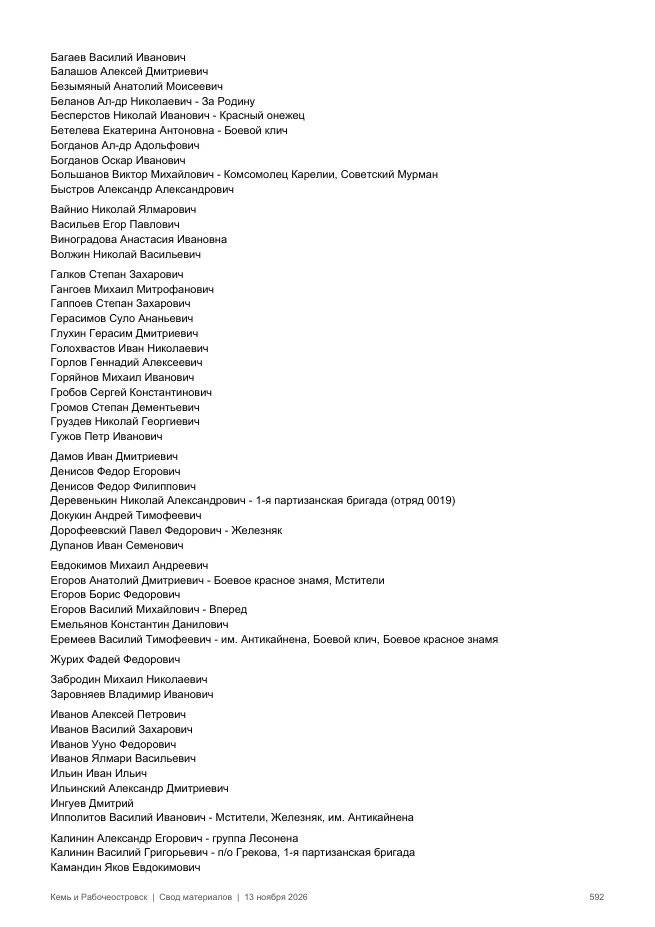 Багаев Василий Иванович
Балашов Алексей Дмитриевич
Безымяный Анатолий Моисеевич
Беланов Ал-др Николаевич - За Родину
Бесперстов Николай Иванович - Красный онежец
Бетелева Екатерина Антоновна - Боевой клич
Богданов Ал-др Адольфович
Богданов Оскар Иванович
Большанов Виктор Михайлович - Комсомолец Карелии, Советский Мурман
Быстров Александр Александрович
Вайнио Николай Ялмарович
Васильев Егор Павлович
Виноградова Анастасия Ивановна
Волжин Николай Васильевич
Галков Степан Захарович
Гангоев Михаил Митрофанович
Гаппоев Степан Захарович
Герасимов Суло Ананьевич
Глухин Герасим Дмитриевич
Голохвастов Иван Николаевич
Горлов Геннадий Алексеевич
Горяйнов Михаил Иванович
Гробов Сергей Константинович
Громов Степан Дементьевич
Груздев Николай Георгиевич
Гужов Петр Иванович
Дамов Иван Дмитриевич
Денисов Федор Егорович
Денисов Федор Филиппович
Деревенькин Николай Александрович - 1-я партизанская бригада (отряд 0019)
Докукин Андрей Тимофеевич
Дорофеевский Павел Федорович - Железняк
Дупанов Иван Семенович
Евдокимов Михаил Андреевич
Егоров Анатолий Дмитриевич - Боевое красное знамя, Мстители
Егоров Борис Федорович
Егоров Василий Михайлович - Вперед
Емельянов Константин Данилович
Еремеев Василий Тимофеевич - им. Антикайнена, Боевой клич, Боевое красное знамя
Журих Фадей Федорович
Забродин Михаил Николаевич
Заровняев Владимир Иванович
Иванов Алексей Петрович
Иванов Василий Захарович
Иванов Ууно Федорович
Иванов Ялмари Васильевич
Ильин Иван Ильич
Ильинский Александр Дмитриевич
Ингуев Дмитрий
Ипполитов Василий Иванович - Мстители, Железняк, им. Антикайнена
Калинин Александр Егорович - группа Лесонена
Калинин Василий Григорьевич - п/о Грекова, 1-я партизанская бригада
Камандин Яков Евдокимович
Кемь и Рабочеостровск | Свод материалов | 13 ноября 2026 592